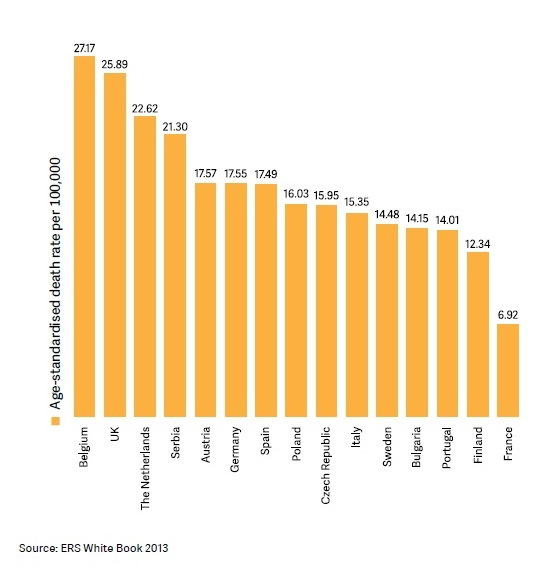 27.17
25.89
22.62
21.30
17.57
17.55
17.49
16.03
15.95
15.35
14.48
14.15
14.01
12.34
6.92
Age-standardised death rate per 100,000
Belgium
UK
The Netherlands
Serbia
Austria
Germany
Spain
Poland
Czech Republic
Italy
Sweden
Bulgaria
Portugal
Finland
France
Source: ERS White Book 2013